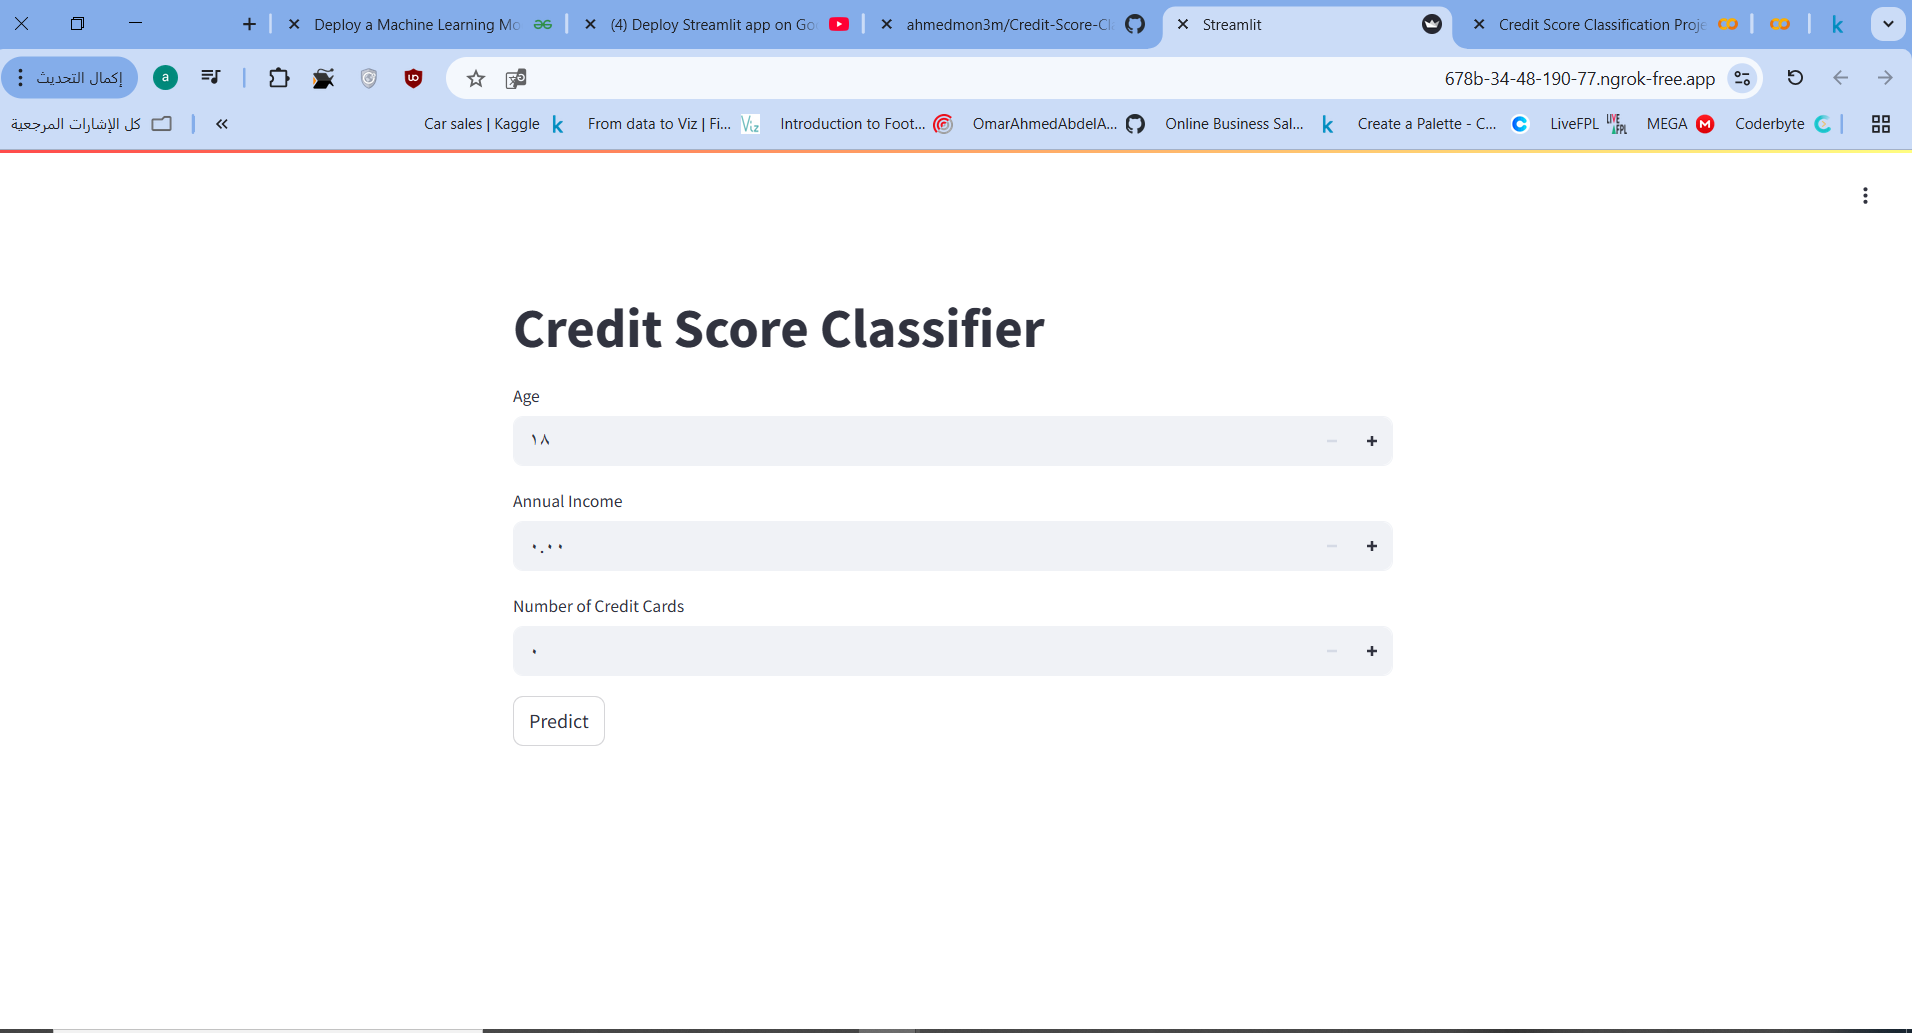 Deploy a Machine Learning Mo
(4) Deploy Streamlit app on Go
ahmedmon3m/Credit-Score-Cl
Streamlit
Credit Score Classification Proje
إكمال التحديث
a
678b-34-48-190-77.ngrok-free.app
كل الإشارات المرجعية
Car sales | Kaggle
From data to Viz | Fi...
Introduction to Foot...
OmarAhmedAbdelA...
Online Business Sal...
Create a Palette - C...
LiveFPL
MEGA
Coderbyte
Credit Score Classifier
Age
١٨
Annual Income
٠.٠٠
Number of Credit Cards
٠
Predict